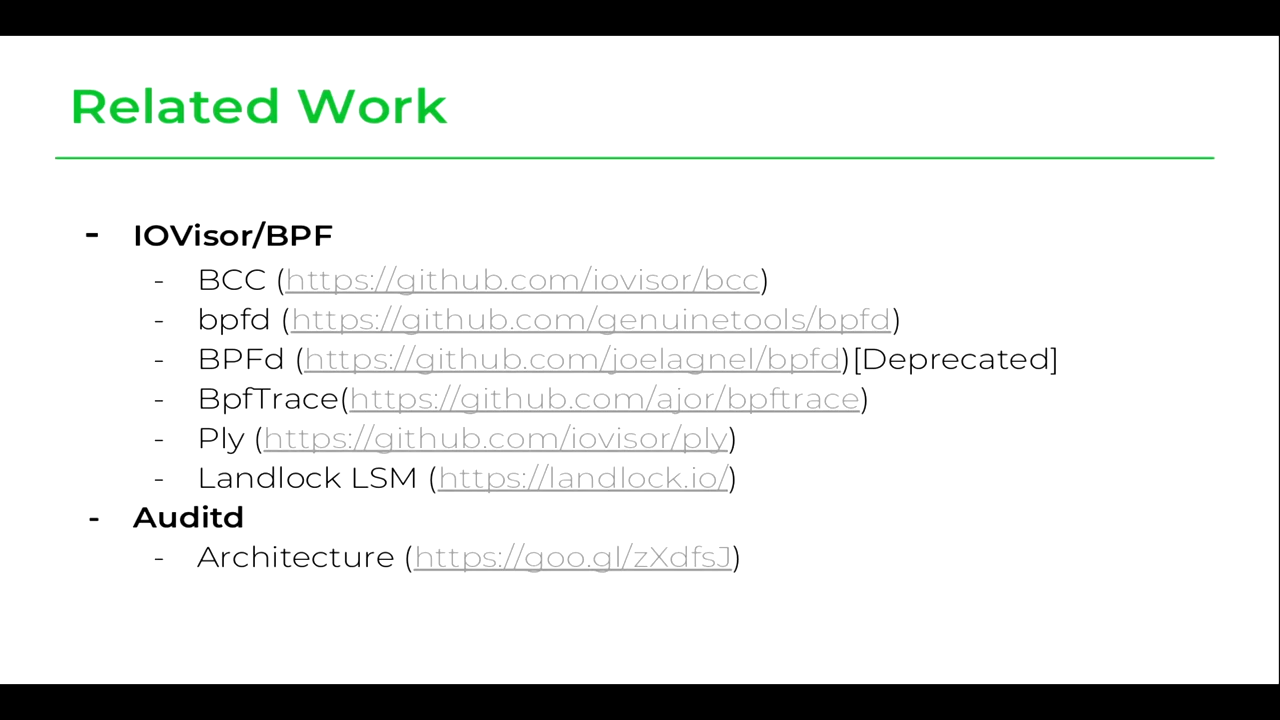 Related Work
- IOVisor/BPF
- BCC (https://github.com/iovisor/bcc)
- bpfd (https://github.com/genuinetools/bpfd)
- BPFd (https://github.com/joelagnel/bpfd)[Deprecated]
- BpfTrace(https://github.com/ajor/bpftrace)
- Ply (https://github.com/iovisor/ply)
- Landlock LSM (https://landlock.io/)
- Auditd
- Architecture (https://goo.gl/zXdfsJ)